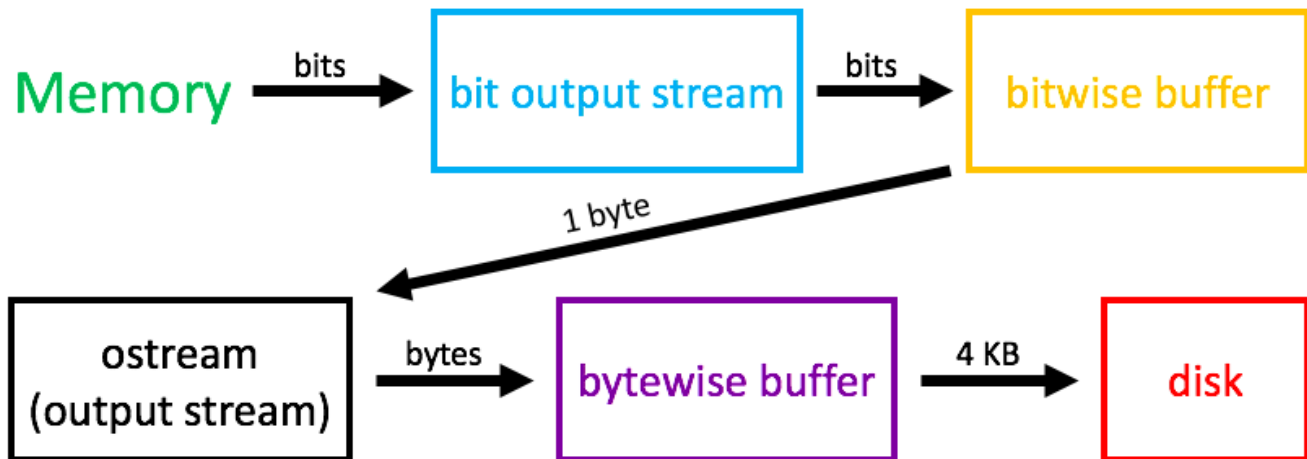 Memory
bits
bit output stream
bits
bitwise buffer
1 byte
ostream
(output stream)
bytes
bytewise buffer
4 KB
disk